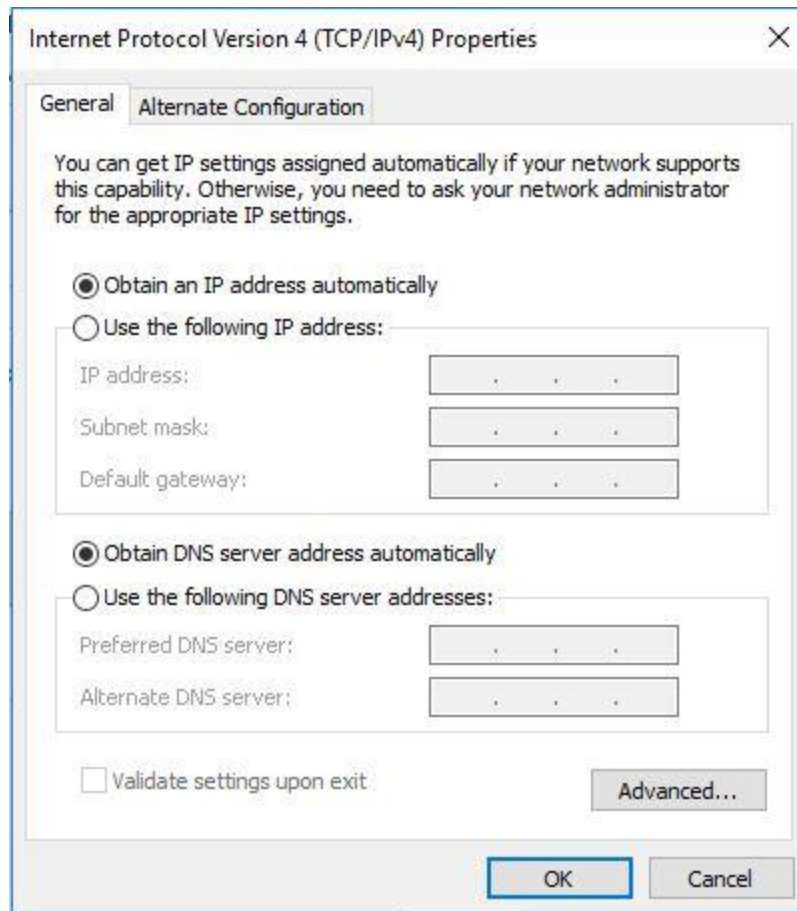 Internet Protocol Version 4 (TCP/IPv4) Properties
General
Alternate Configuration
You can get IP settings assigned automatically if your network supports
this capability. Otherwise, you need to ask your network administrator
for the appropriate IP settings.
Obtain an IP address automatically
Use the following IP address:
IP address:
Subnet mask:
Default gateway:
Obtain DNS server address automatically
Use the following DNS server addresses:
Preferred DNS server:
Alternate DNS server:
Validate settings upon exit
Advanced...
OK
Cancel